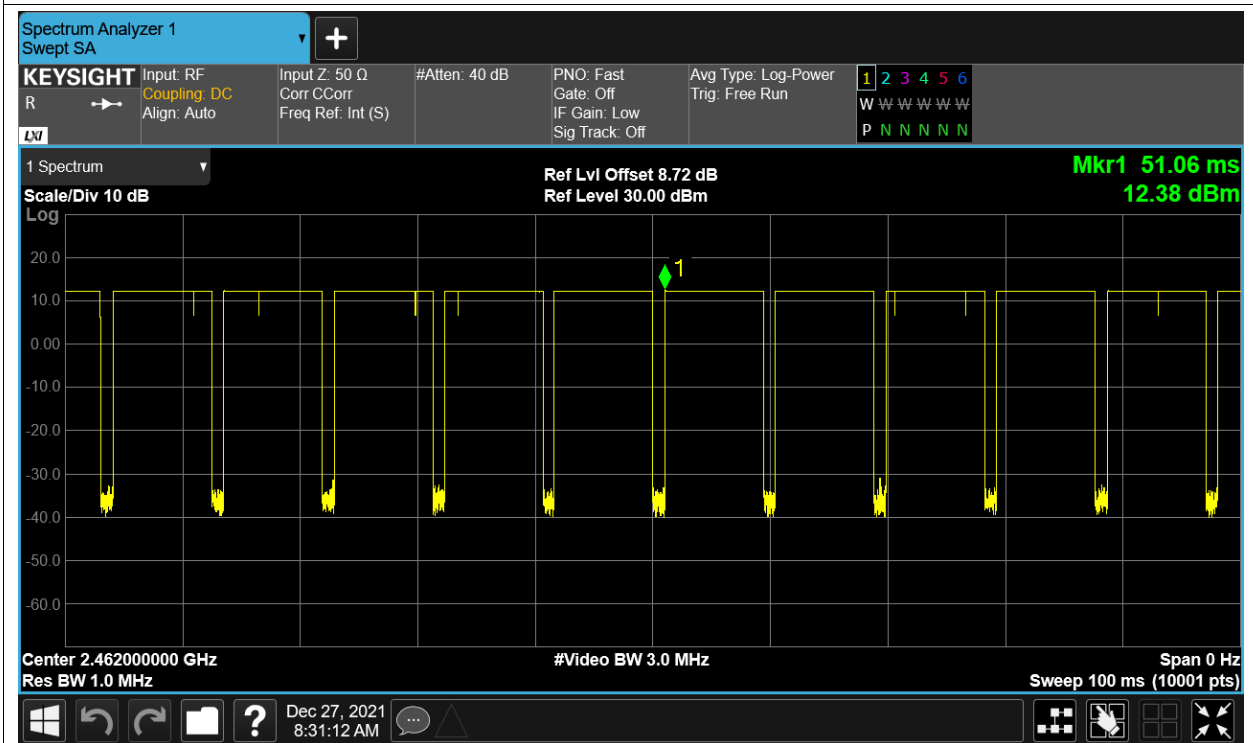 Spectrum Analyzer 1
Swept SA
KEYSIGHT
R
LXI
Input: RF
Coupling: DC
Align: Auto
Input Z: 50 Ω
Corr CCorr
Freq Ref: Int (S)
#Atten: 40 dB
PNO: Fast
Gate: Off
IF Gain: Low
Sig Track: Off
Avg Type: Log-Power
Trig: Free Run
1 2 3 4 5 6
W W W W W W
P N N N N N
1 Spectrum
Scale/Div 10 dB
Ref Lvl Offset 8.72 dB
Ref Level 30.00 dBm
Mkr1 51.06 ms
12.38 dBm
Log
1
20.0
10.0
0.00
-10.0
-20.0
-30.0
-40.0
-50.0
-60.0
Center 2.462000000 GHz
Res BW 1.0 MHz
#Video BW 3.0 MHz
Span 0 Hz
Sweep 100 ms (10001 pts)
?
Dec 27, 2021
8:31:12 AM